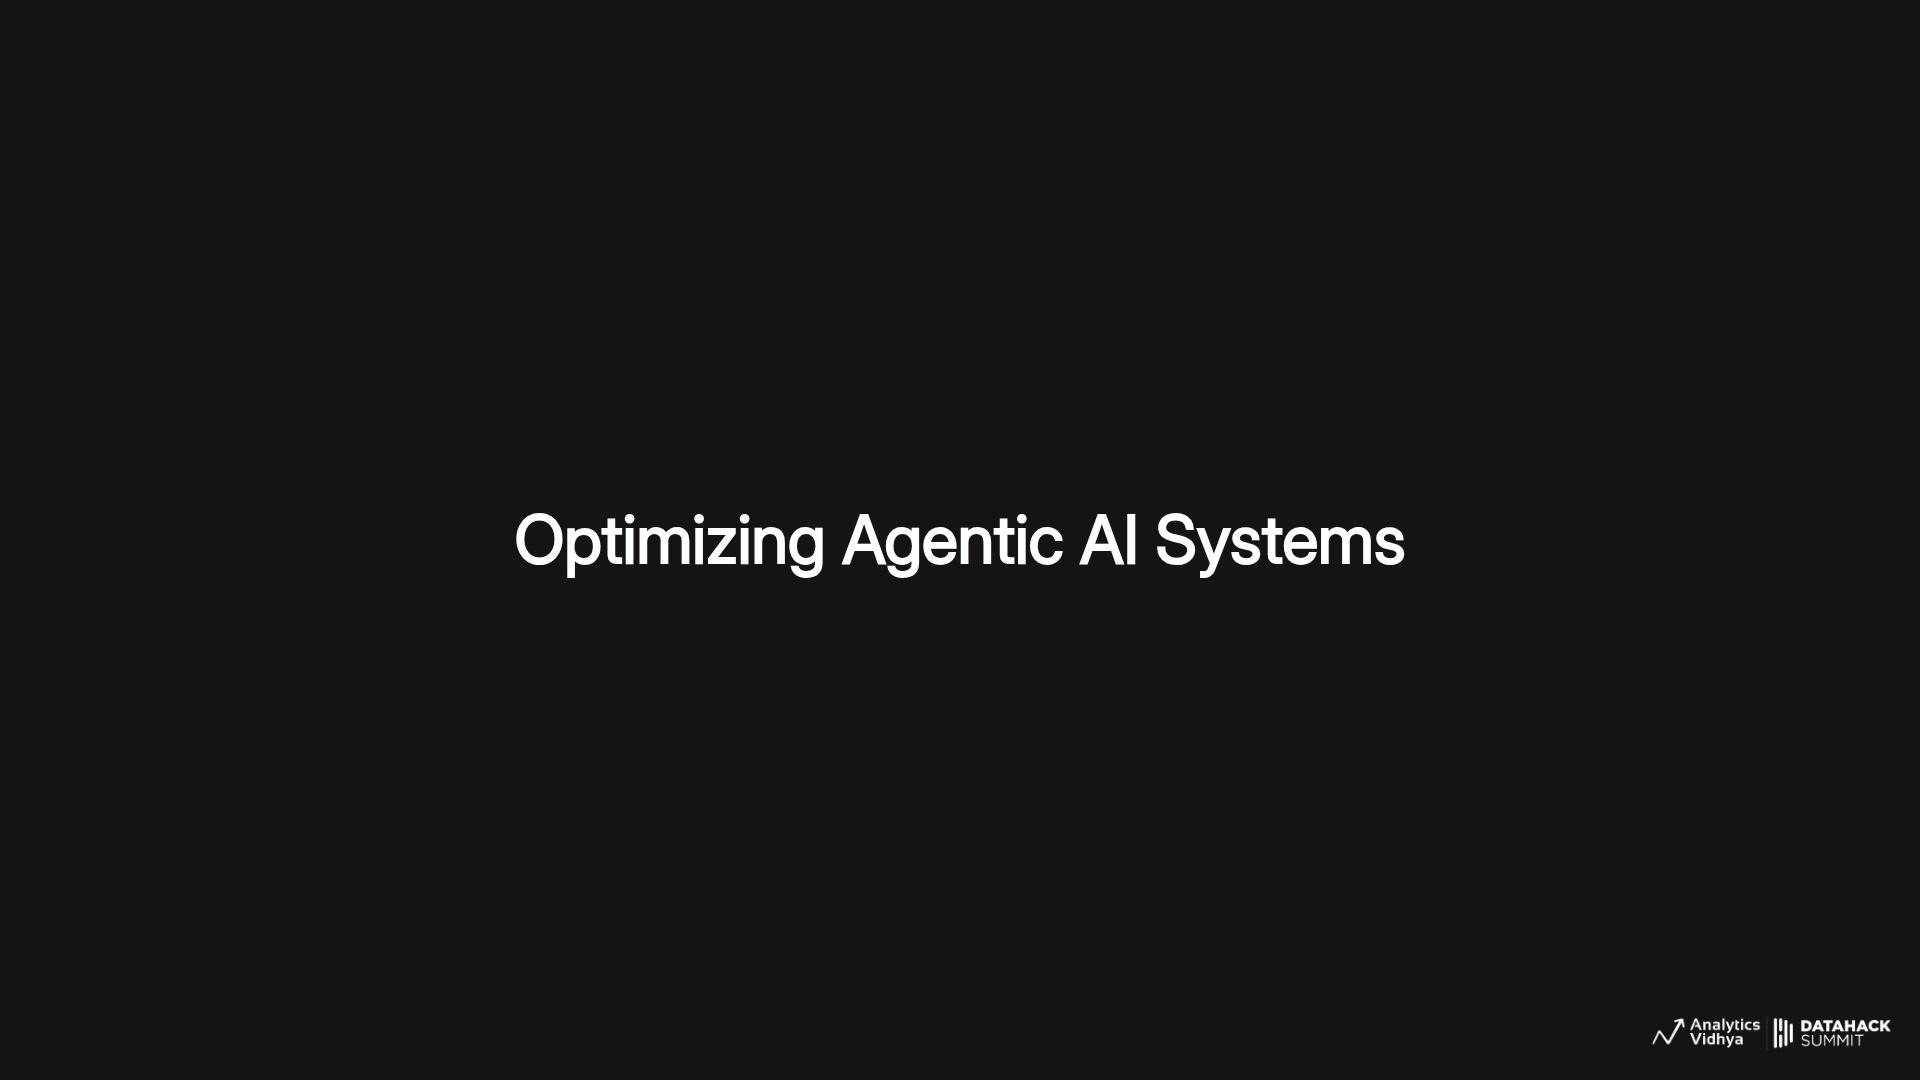 Optimizing Agentic AI Systems
Analytics
Vidhya
DATAHACK
SUMMIT